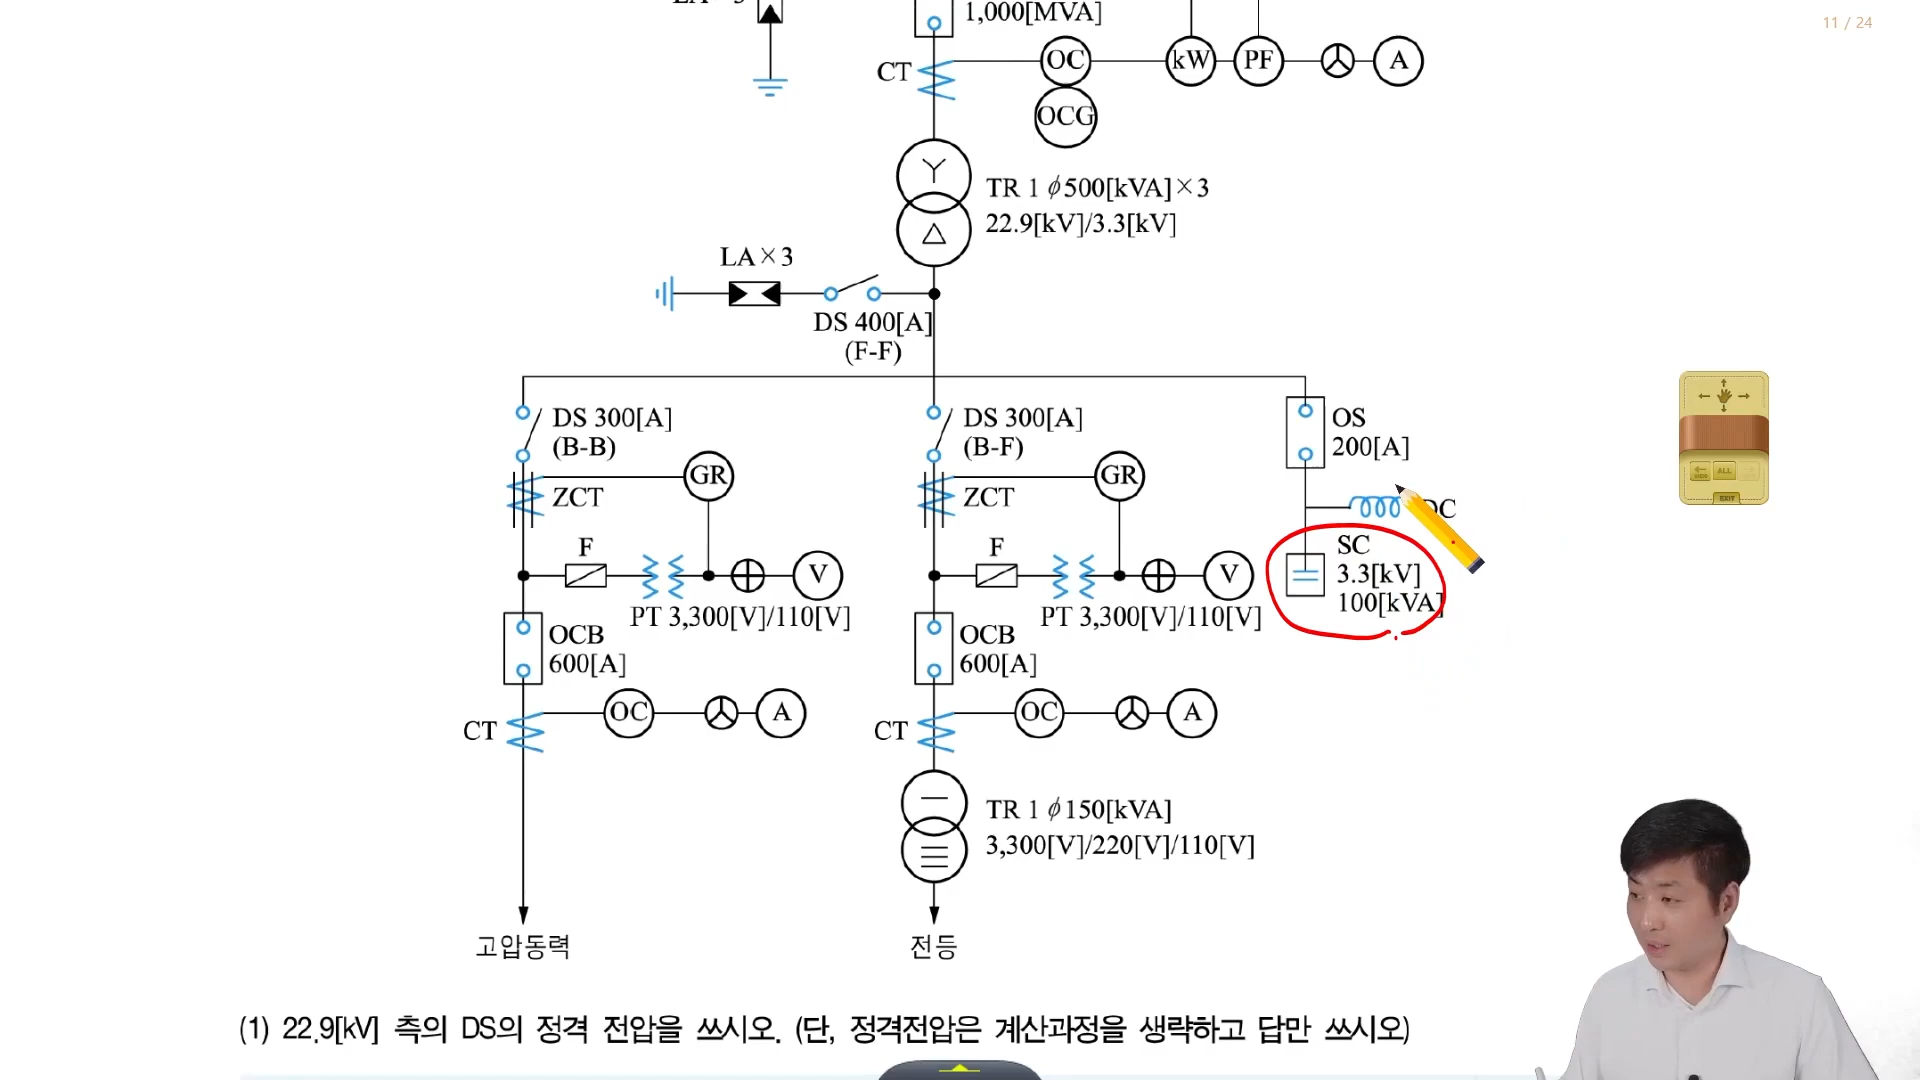 11 / 24
1,000[MVA]
CT
OC
kW
PF
A
OCG
Y
TR 1 ϕ500[kVA]×3
22.9[kV]/3.3[kV]
△
LA×3
DS 400[A]
(F-F)
DS 300[A]
(B-B)
DS 300[A]
(B-F)
OS
200[A]
GR
GR
ZCT
ZCT
F
F
SC
3.3[kV]
100[kVA]
V
V
PT 3,300[V]/110[V]
PT 3,300[V]/110[V]
OCB
600[A]
OCB
600[A]
CT
OC
A
CT
OC
A
TR 1 ϕ150[kVA]
3,300[V]/220[V]/110[V]
고압동력
전등
(1) 22.9[kV] 측의 DS의 정격 전압을 쓰시오. (단, 정격전압은 계산과정을 생략하고 답만 쓰시오)
ALL
EXIT